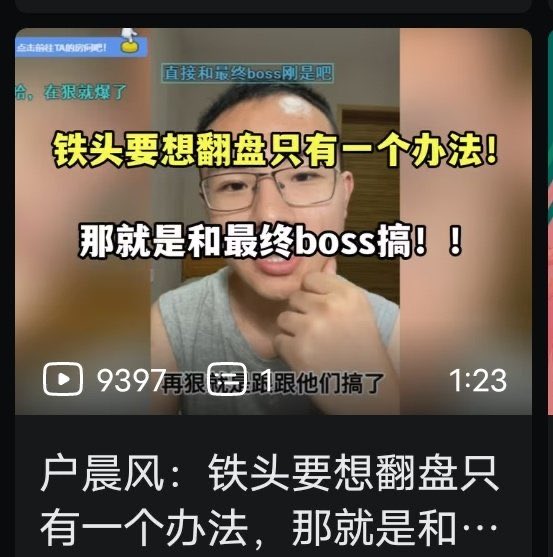 点击前往TA的房间吧!
哈，在狠就爆了
直接和最终boss刚是吧
铁头要想翻盘只有一个办法！
那就是和最终boss搞！！
再狠就是跟跟他们搞了
9397
1
1:23
户晨风：铁头要想翻盘只
有一个办法，那就是和…